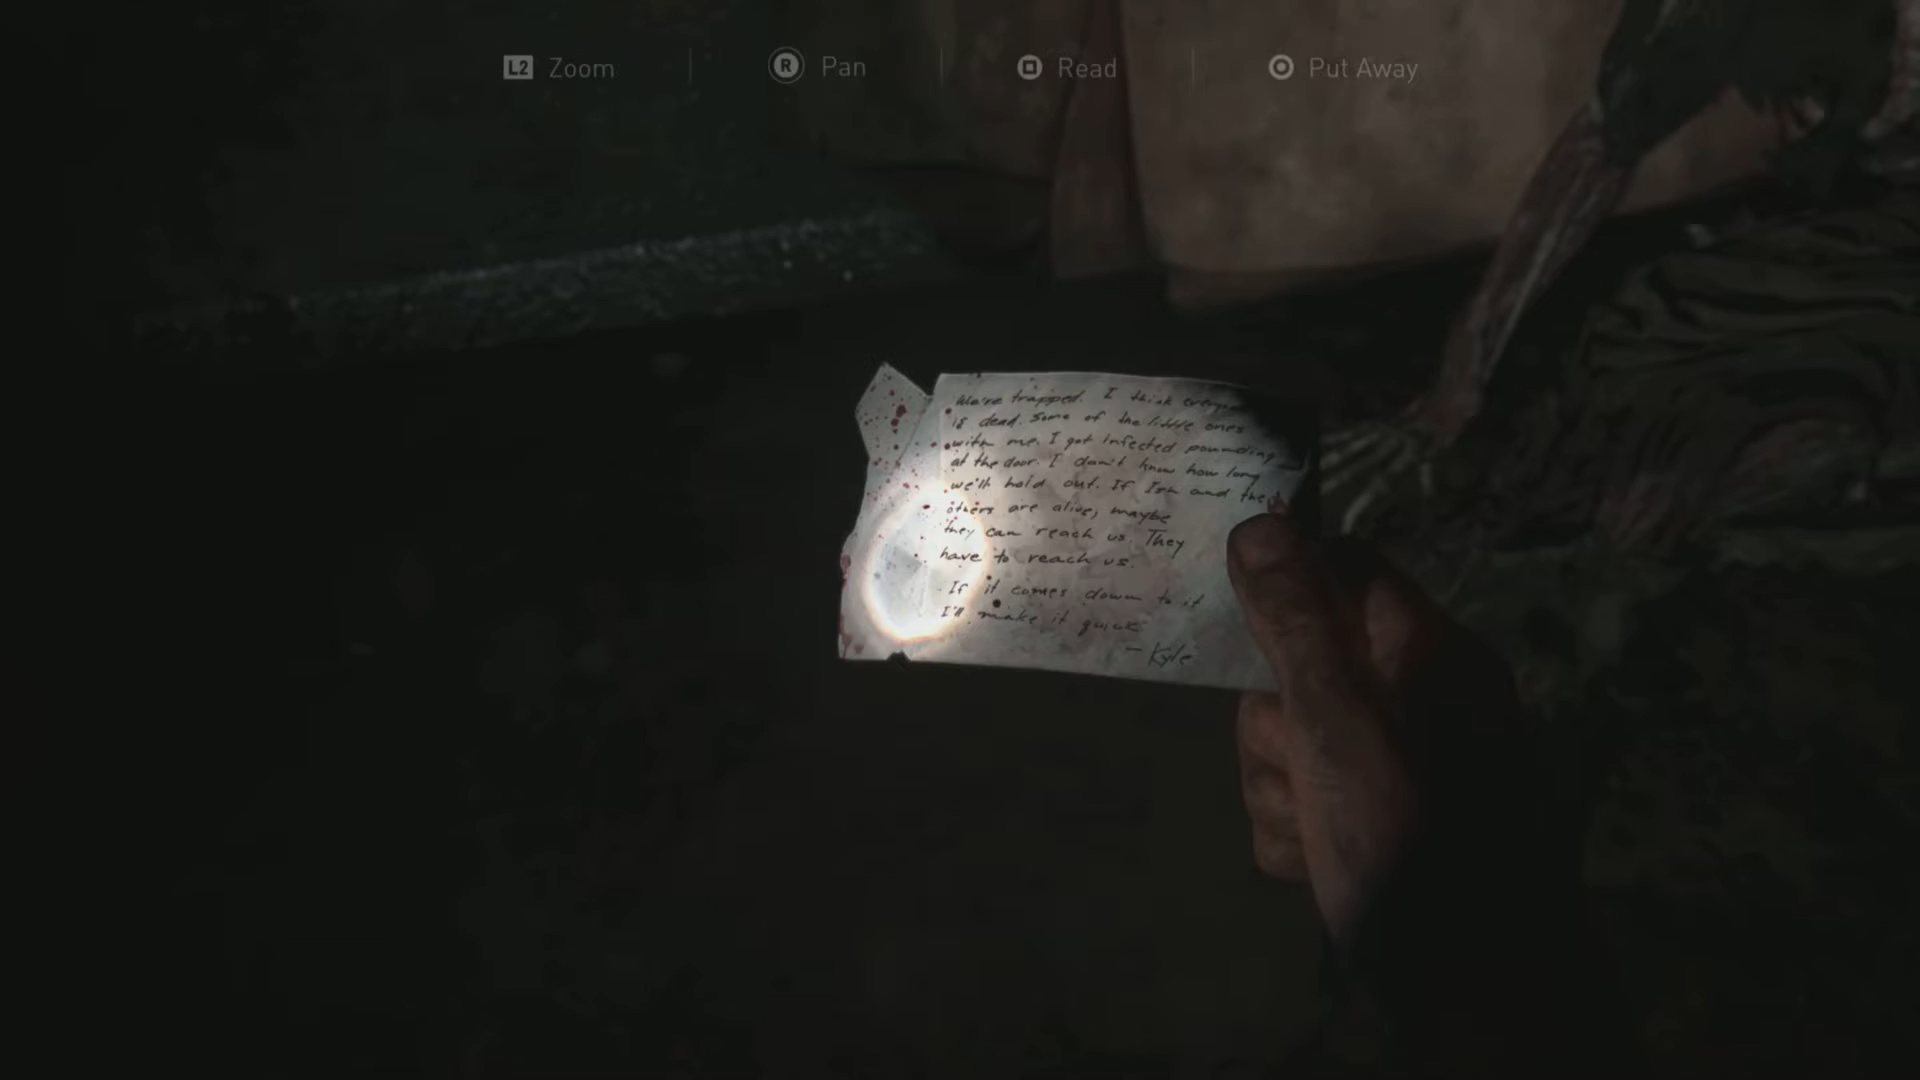 L2 Zoom R Pan Read Put Away
We're trapped. I think everyone
is dead. Some of the little ones
with me. I got infected pounding
at the door. I don't know how long
we'll hold out. If Ish and the
others are alive, maybe
they can reach us. They
have to reach us.
If it comes down to it
I'll make it quick
- Kyle